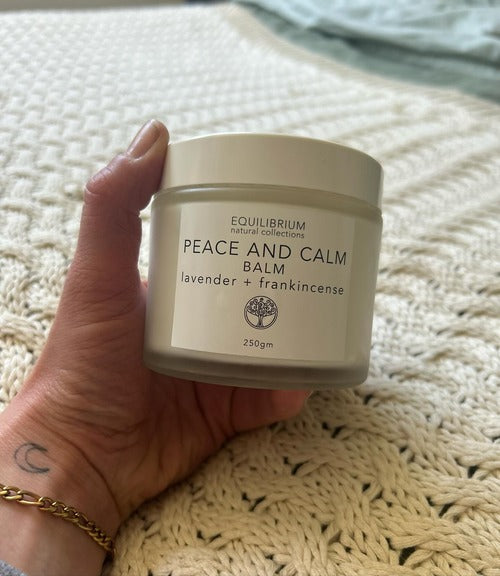 EQUILIBRIUM
natural collections
PEACE AND CALM
BALM
lavender + frankincense
250gm